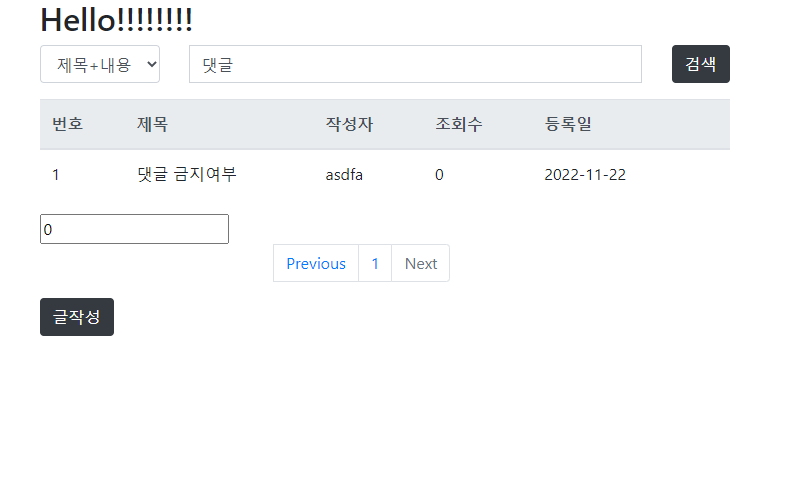 Hello!!!!!!!!
제목+내용 댓글 검색
번호 제목 작성자 조회수 등록일
1 댓글 금지여부 asdfa 0 2022-11-22
0
Previous 1 Next
글작성